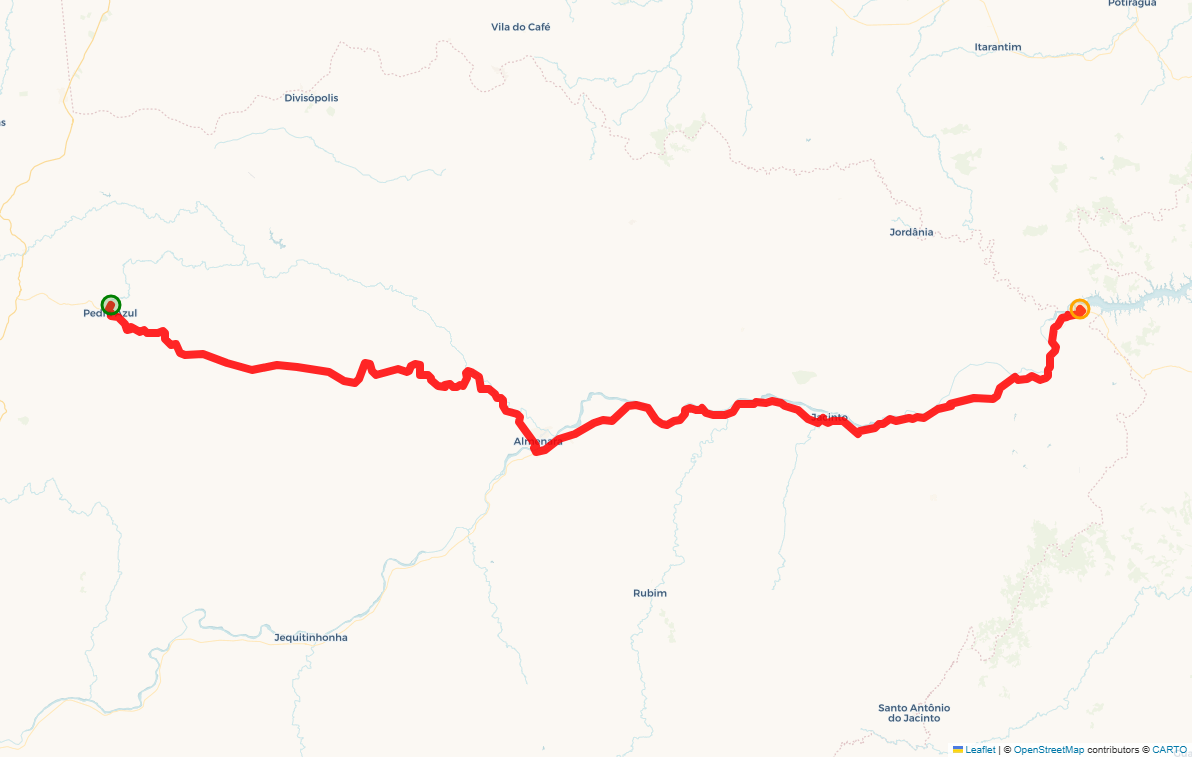 Potiraguá
Vila do Café
Itarantim
Divisópolis
as
Jordânia
Pedra Azul
Jacinto
Almenara
Rubim
Jequitinhonha
Santo Antônio
do Jacinto
Leaflet | © OpenStreetMap contributors © CARTO